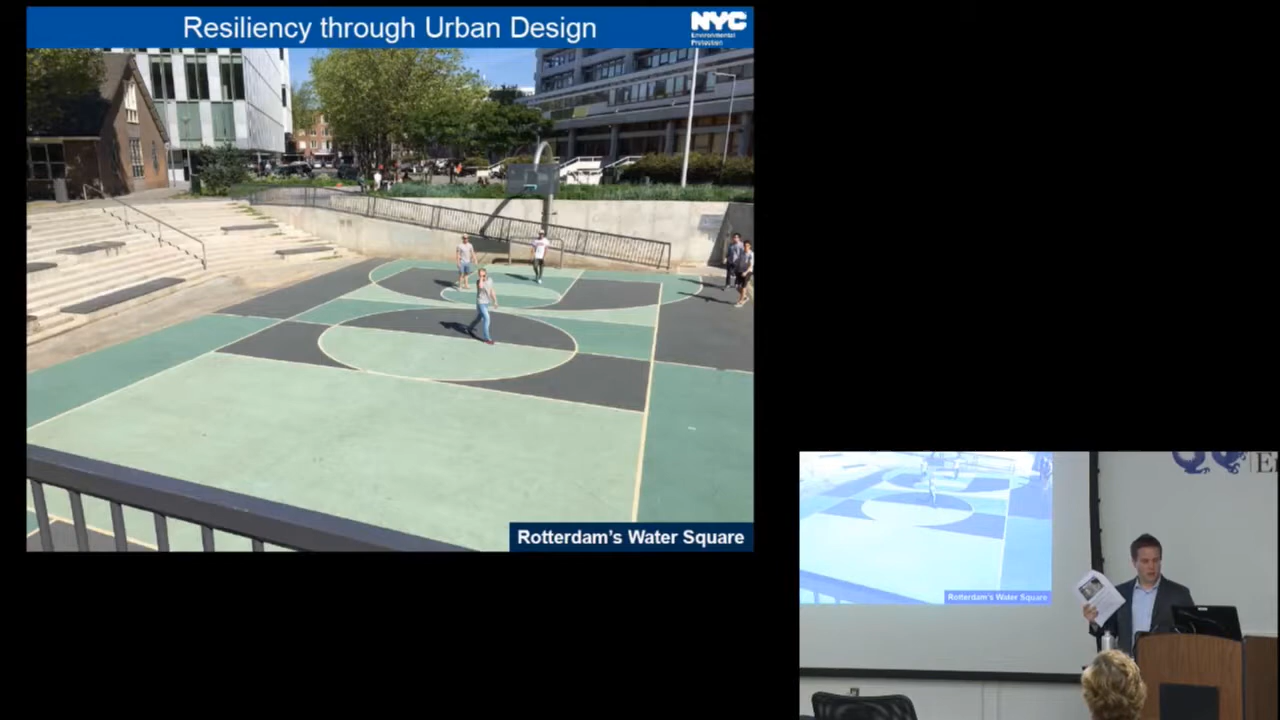 Resiliency through Urban Design
NYC
Environmental
Protection
Rotterdam's Water Square
Rotterdam's Water Square